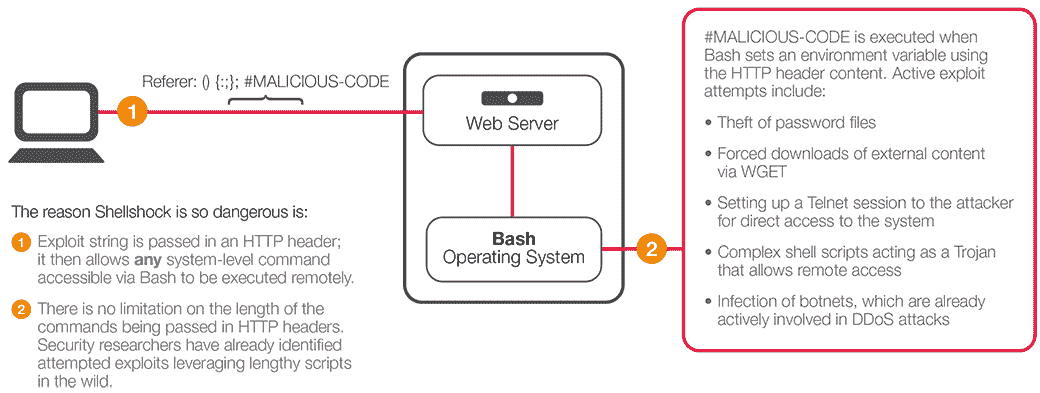 Referer: () {:;}; #MALICIOUS-CODE
1
Web Server
Bash
Operating System
2
The reason Shellshock is so dangerous is:
1 Exploit string is passed in an HTTP header;
it then allows any system-level command
accessible via Bash to be executed remotely.
2 There is no limitation on the length of the
commands being passed in HTTP headers.
Security researchers have already identified
attempted exploits leveraging lengthy scripts
in the wild.
#MALICIOUS-CODE is executed when
Bash sets an environment variable using
the HTTP header content. Active exploit
attempts include:
• Theft of password files
• Forced downloads of external content
via WGET
• Setting up a Telnet session to the attacker
for direct access to the system
• Complex shell scripts acting as a Trojan
that allows remote access
• Infection of botnets, which are already
actively involved in DDoS attacks